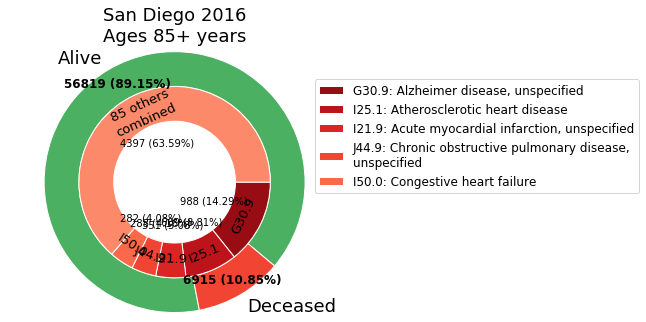 San Diego 2016
Ages 85+ years
Alive
56819 (89.15%)
85 others
combined
4397 (63.59%)
988 (14.29%)
G30.9
282 (4.08%)
I50.0
J44.9
I21.9
I25.1
6915 (10.85%)
Deceased
G30.9: Alzheimer disease, unspecified
I25.1: Atherosclerotic heart disease
I21.9: Acute myocardial infarction, unspecified
J44.9: Chronic obstructive pulmonary disease,
unspecified
I50.0: Congestive heart failure